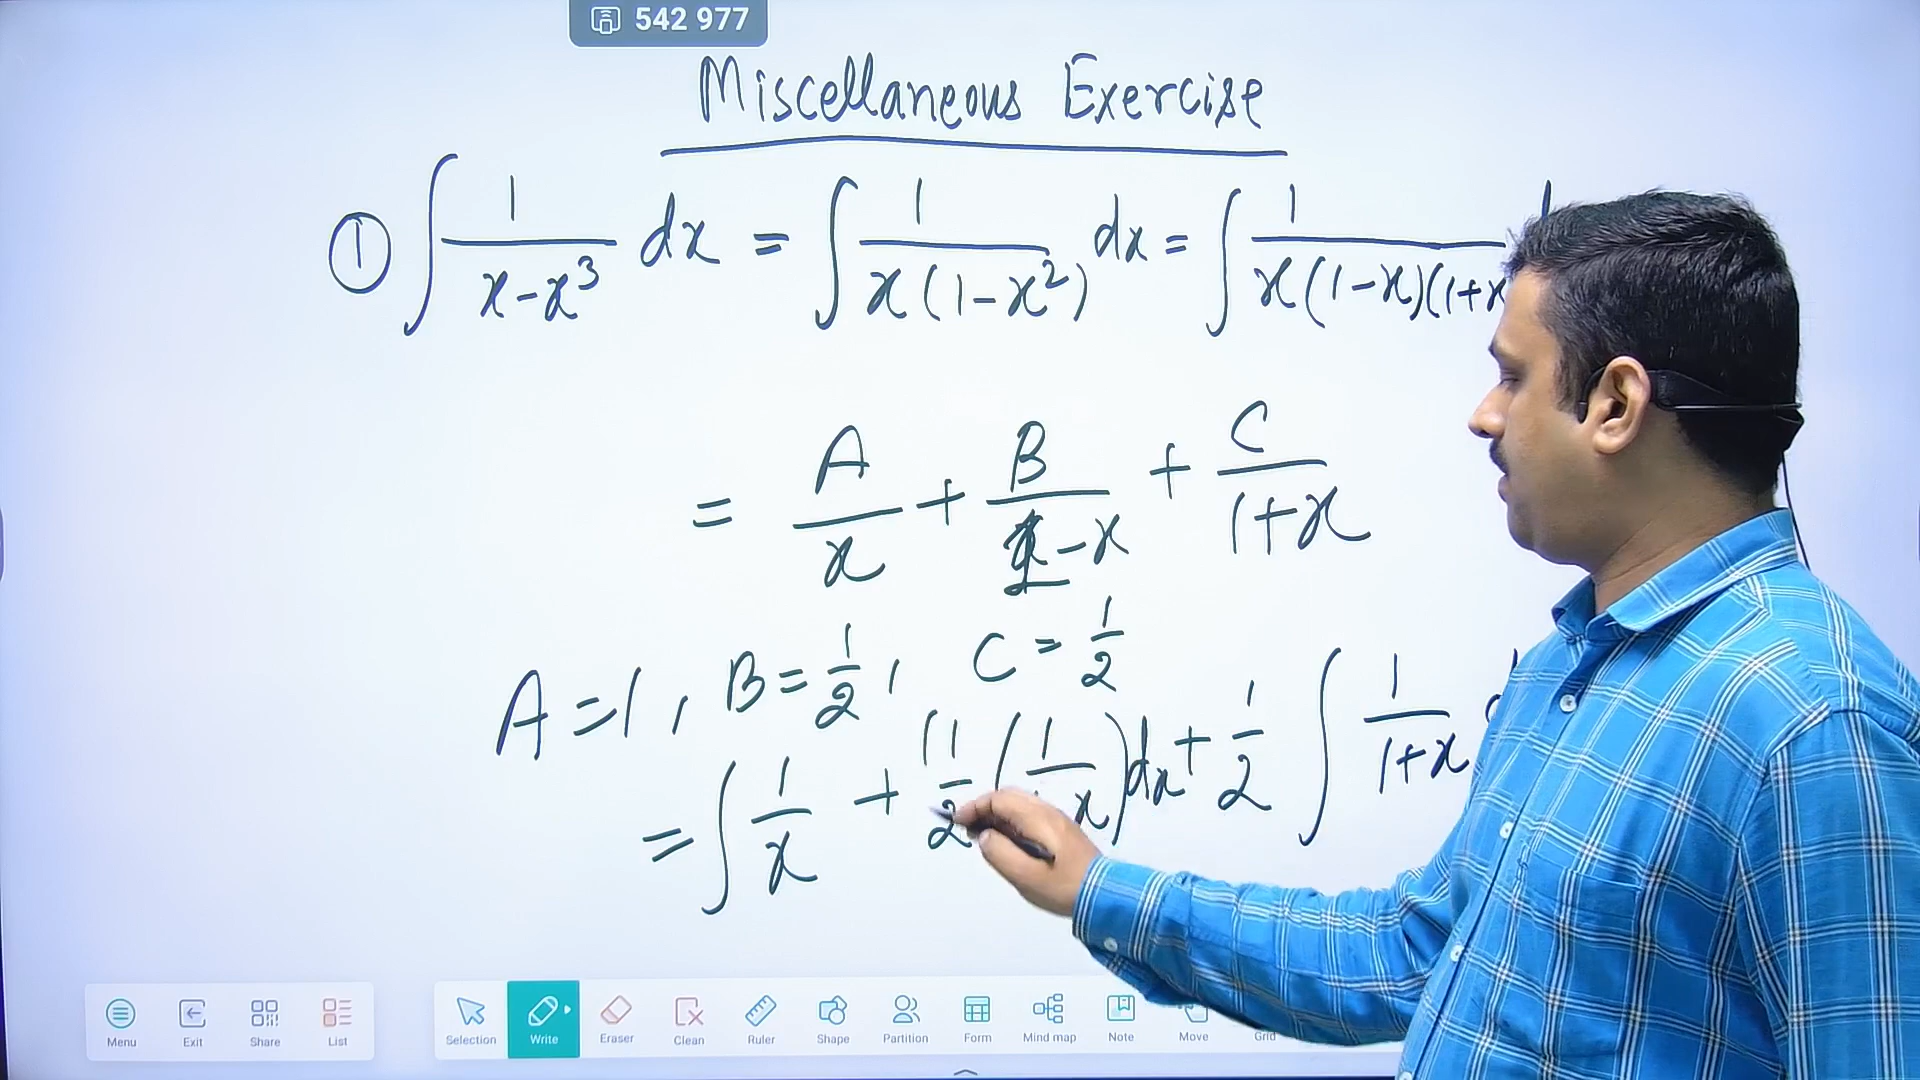 542 977
Miscellaneous Exercise
① ∫ 1/(x-x³) dx = ∫ 1/(x(1-x²)) dx = ∫ 1/(x(1-x)(1+x
= A/x + B/(1-x) + C/(1+x)
A=1, B=1/2, C=1/2
=∫ 1/x + ∫ 1/2 (1/( x) dx + 1/2 ∫ 1/(1+x)
Menu Exit Share List Selection Write Eraser Clean Ruler Shape Partition Form Mind map Note Move Grid